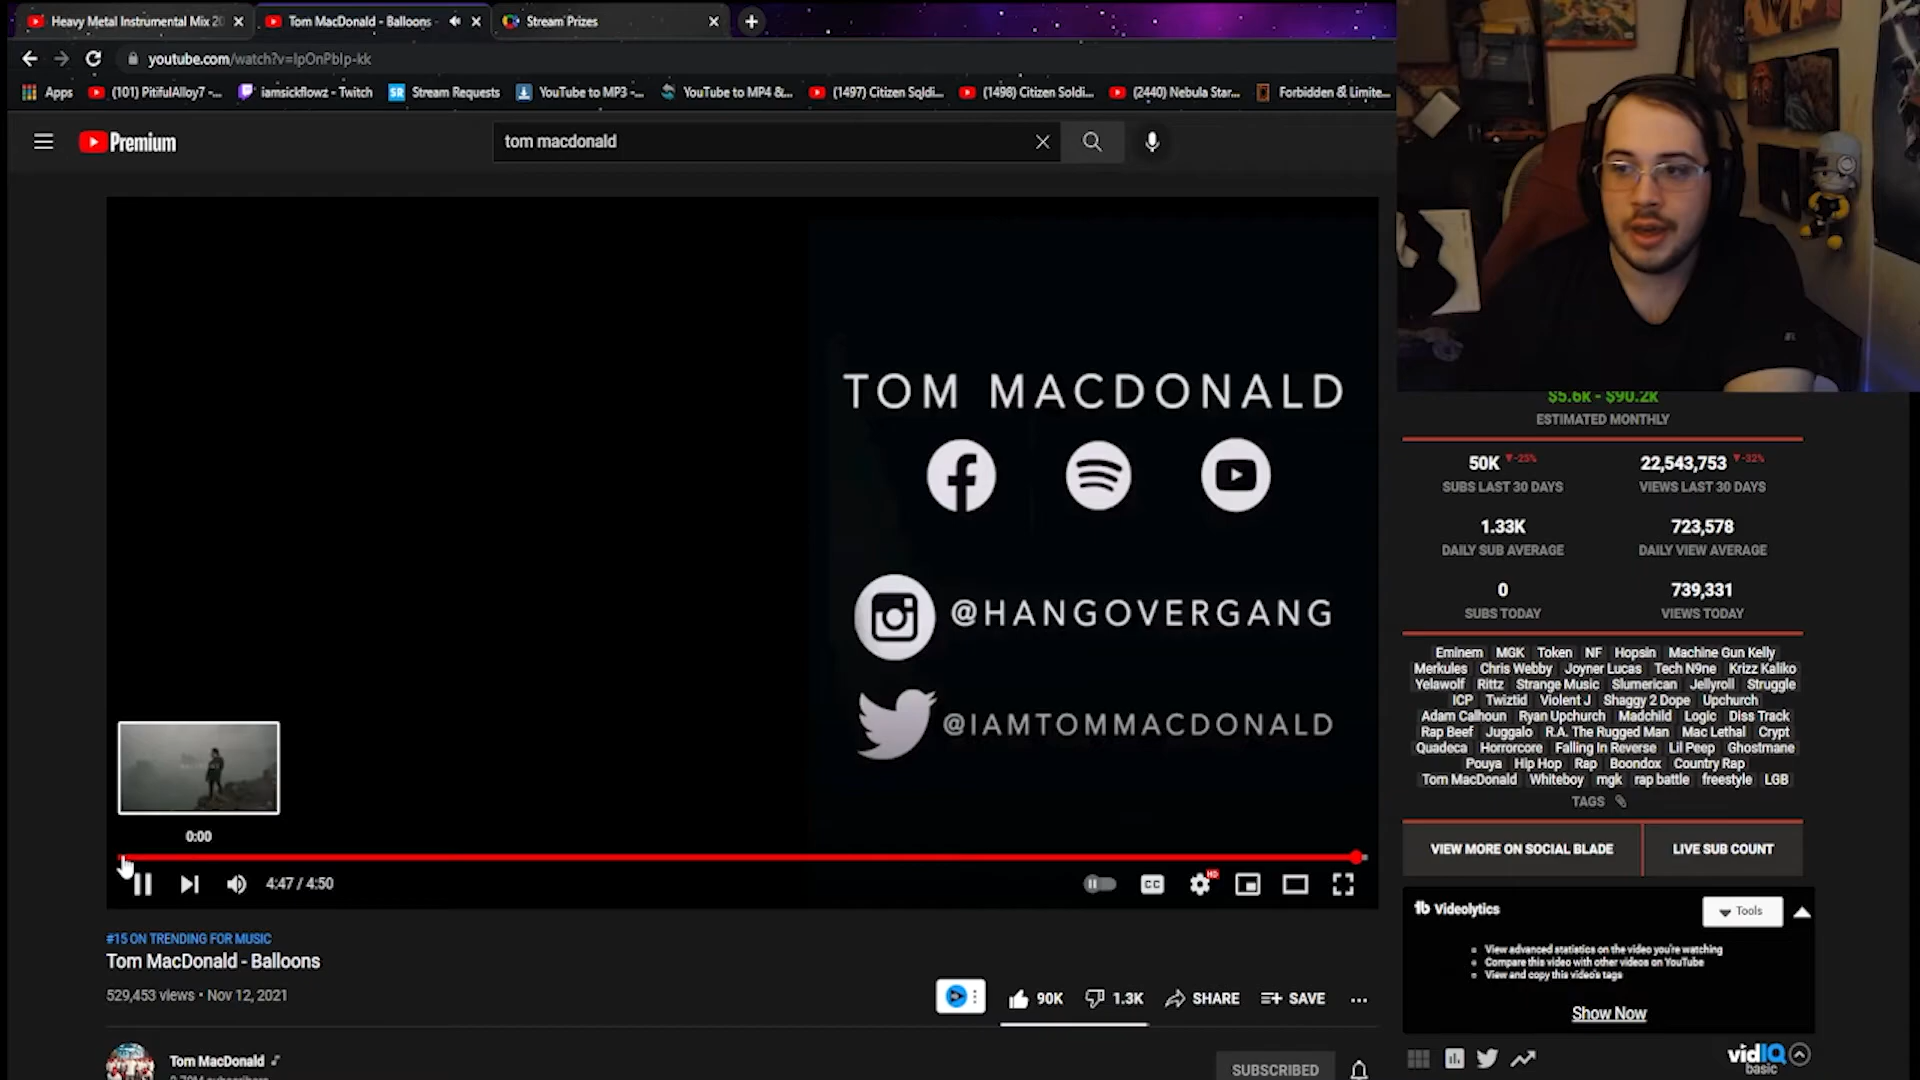 Heavy Metal Instrumental Mix 20
Tom MacDonald - Balloons
Stream Prizes
youtube.com/watch?v=lpOnPbIp-kk
Apps
(101) PitifulAlloy7 -...
iamsickflowz - Twitch
SR
Stream Requests
YouTube to MP3 -...
YouTube to MP4 &...
(1497) Citizen Soldi...
(1498) Citizen Soldi...
(2440) Nebula Star...
Forbidden & Limite...
Premium
tom macdonald
TOM MACDONALD
@HANGOVERGANG
@IAMTOMMACDONALD
0:00
4:47 / 4:50
CC
HD
#15 ON TRENDING FOR MUSIC
Tom MacDonald - Balloons
529,453 views • Nov 12, 2021
90K
1.3K
SHARE
SAVE
Tom MacDonald
SUBSCRIBED
$5.6K - $90.2K
ESTIMATED MONTHLY
50K -25%
22,543,753 -32%
SUBS LAST 30 DAYS
VIEWS LAST 30 DAYS
1.33K
723,578
DAILY SUB AVERAGE
DAILY VIEW AVERAGE
0
739,331
SUBS TODAY
VIEWS TODAY
Eminem MGK Token NF Hopsin Machine Gun Kelly
Merkules Chris Webby Joyner Lucas Tech N9ne Krizz Kaliko
Yelawolf Rittz Strange Music Slumerican Jellyroll Struggle
ICP Twiztid Violent J Shaggy 2 Dope Upchurch
Adam Calhoun Ryan Upchurch Madchild Logic Diss Track
Rap Beef Juggalo R.A. The Rugged Man Mac Lethal Crypt
Quadeca Horrorcore Falling In Reverse Lil Peep Ghostmane
Pouya Hip Hop Rap Boondox Country Rap
Tom MacDonald Whiteboy mgk rap battle freestyle LGB
TAGS
VIEW MORE ON SOCIAL BLADE
LIVE SUB COUNT
tb Videolytics
Tools
View advanced statistics on the video you're watching
Compare this video with other videos on YouTube
View and copy this video's tags
Show Now
vidIQ
basic